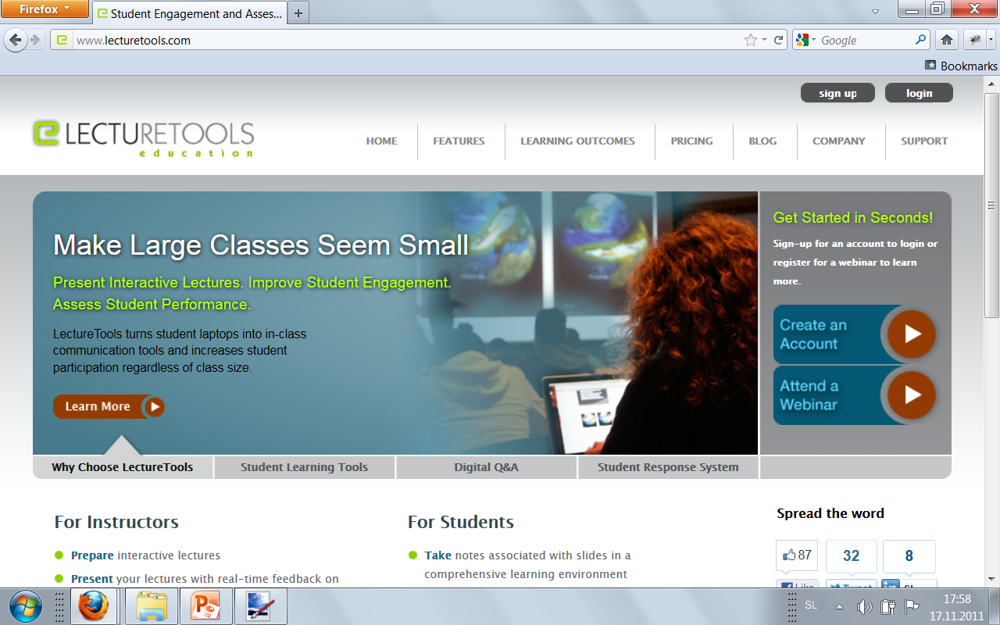 Firefox
Student Engagement and Asses...
www.lecturetools.com
Google
Bookmarks
sign up
login
LECTURETOOLS
education
HOME
FEATURES
LEARNING OUTCOMES
PRICING
BLOG
COMPANY
SUPPORT
Make Large Classes Seem Small
Present Interactive Lectures. Improve Student Engagement.
Assess Student Performance.
LectureTools turns student laptops into in-class
communication tools and increases student
participation regardless of class size.
Learn More
Get Started in Seconds!
Sign-up for an account to login or
register for a webinar to learn
more.
Create an
Account
Attend a
Webinar
Why Choose LectureTools
Student Learning Tools
Digital Q&A
Student Response System
For Instructors
Prepare interactive lectures
Present your lectures with real-time feedback on
For Students
Take notes associated with slides in a
comprehensive learning environment
Spread the word
87
32
8
Like
Tweet
SL
17:58
17.11.2011